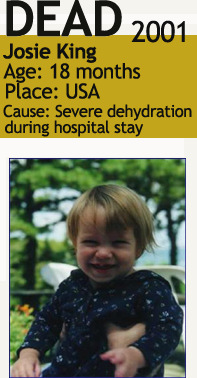 DEAD 2001
Josie King
Age: 18 months
Place: USA
Cause: Severe dehydration
during hospital stay